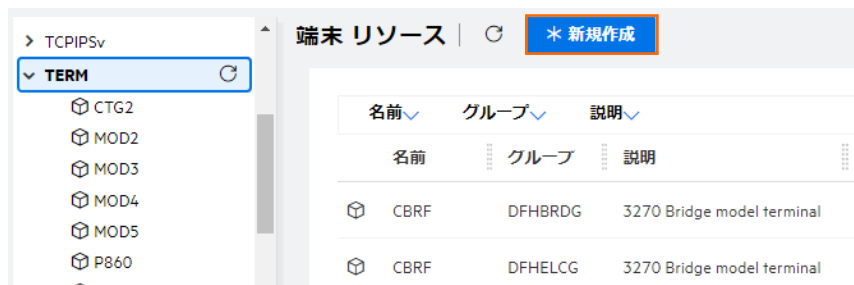 TCPIPSv
TERM
CTG2
MOD2
MOD3
MOD4
MOD5
P860
端末 リソース
新規作成
名前 グループ 説明
名前 グループ 説明
CBRF DFHBRDG 3270 Bridge model terminal
CBRF DFHELCG 3270 Bridge model terminal